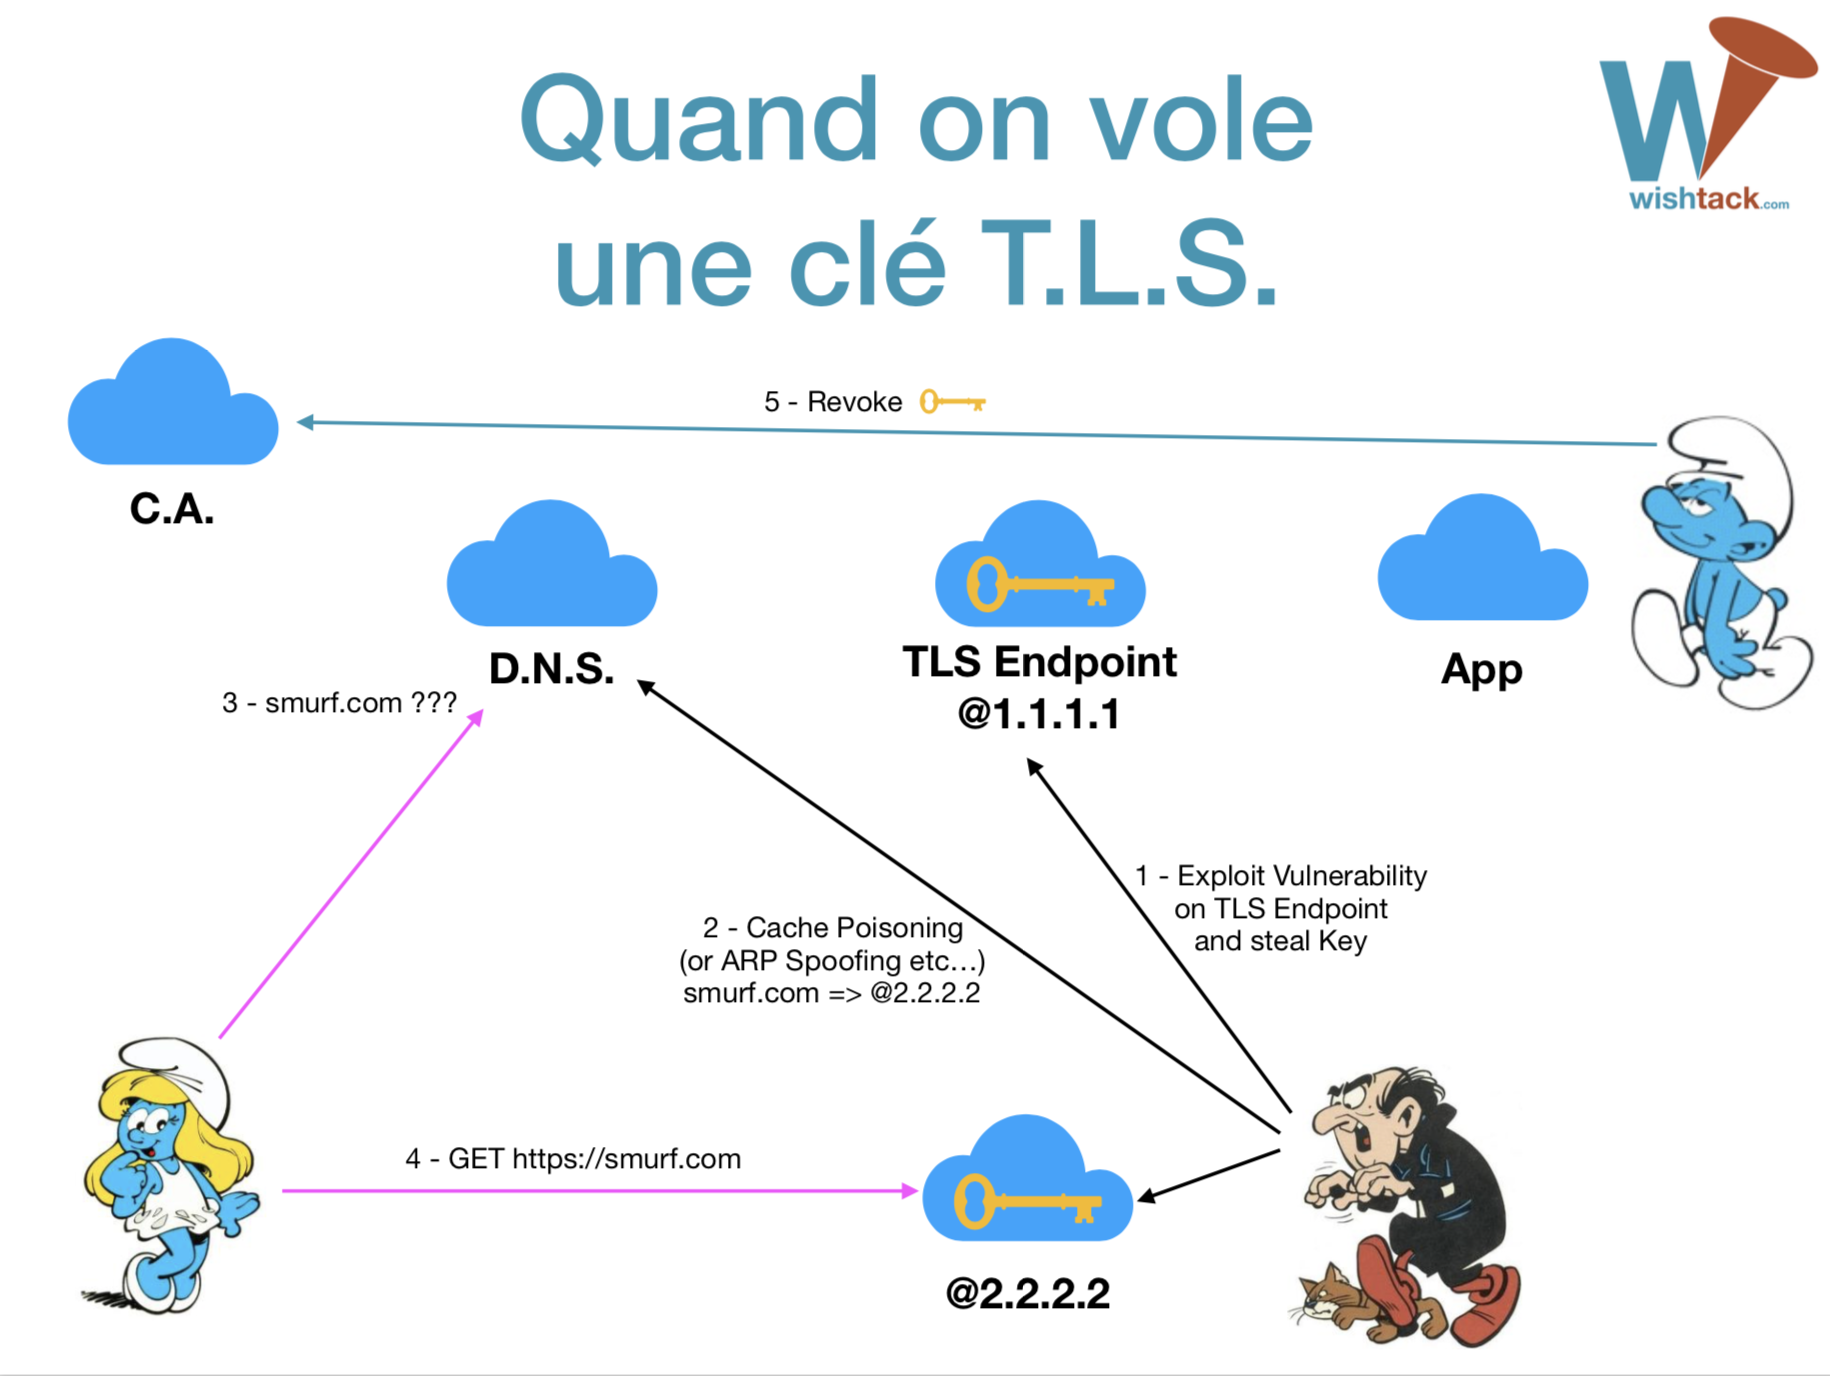 Quand on vole
une clé T.L.S.
wishtack.com
5 - Revoke
C.A.
D.N.S.
TLS Endpoint
@1.1.1.1
App
3 - smurf.com ???
1 - Exploit Vulnerability
on TLS Endpoint
and steal Key
2 - Cache Poisoning
(or ARP Spoofing etc…)
smurf.com => @2.2.2.2
4 - GET https://smurf.com
@2.2.2.2